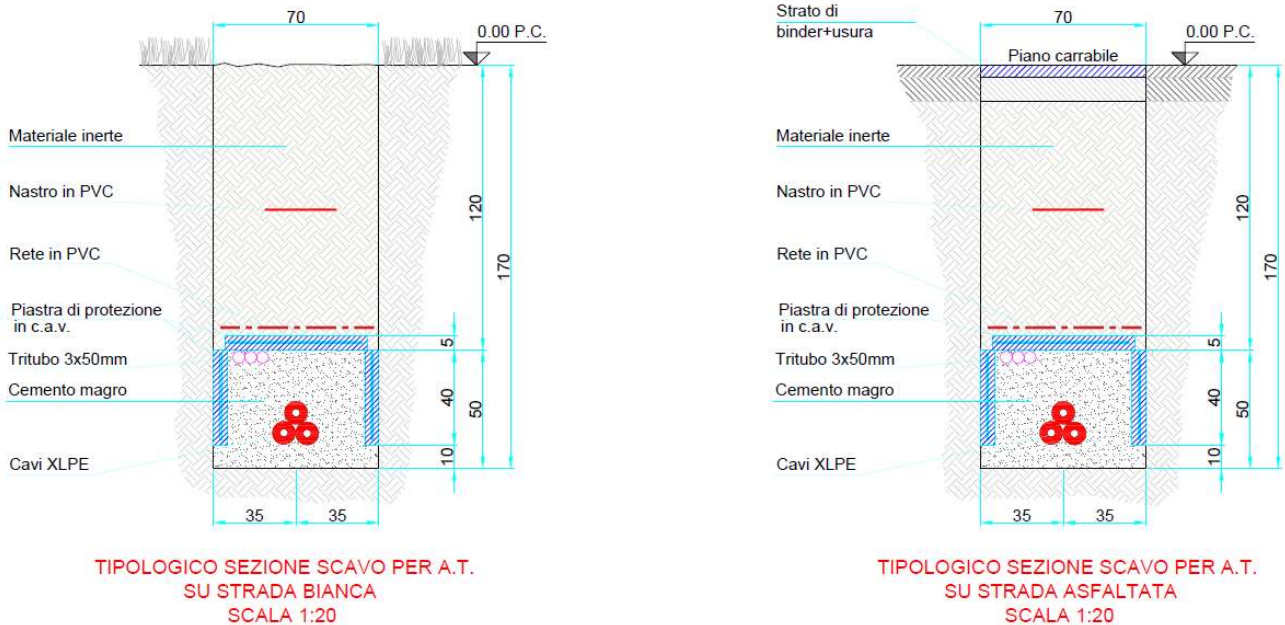 70
0.00 P.C.
Materiale inerte
Nastro in PVC
Rete in PVC
Piastra di protezione
in c.a.v.
Tritubo 3x50mm
Cemento magro
Cavi XLPE
120
170
5
40
50
10
35
35
TIPOLOGICO SEZIONE SCAVO PER A.T.
SU STRADA BIANCA
SCALA 1:20
Strato di
binder+usura
70
0.00 P.C.
Piano carrabile
Materiale inerte
Nastro in PVC
Rete in PVC
Piastra di protezione
in c.a.v.
Tritubo 3x50mm
Cemento magro
Cavi XLPE
120
170
5
40
50
10
35
35
TIPOLOGICO SEZIONE SCAVO PER A.T.
SU STRADA ASFALTATA
SCALA 1:20